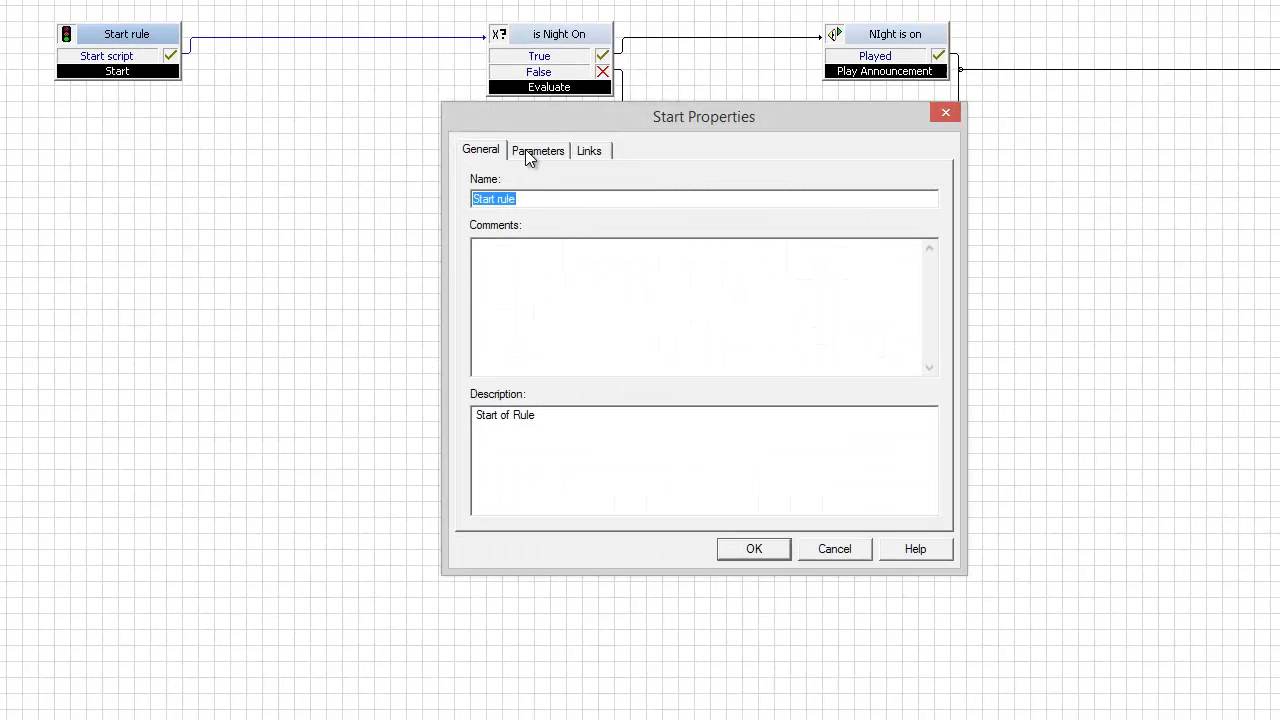 Start rule
Start script
Start
X?
is Night On
True
False
Evaluate
NIght is on
Played
Play Announcement
Start Properties
General
Parameters
Links
Name:
Start rule
Comments:
Description:
Start of Rule
OK
Cancel
Help